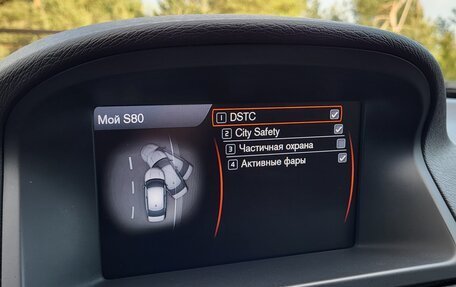 Мой S80
1 DSTC
2 City Safety
3 Частичная охрана
4 Активные фары